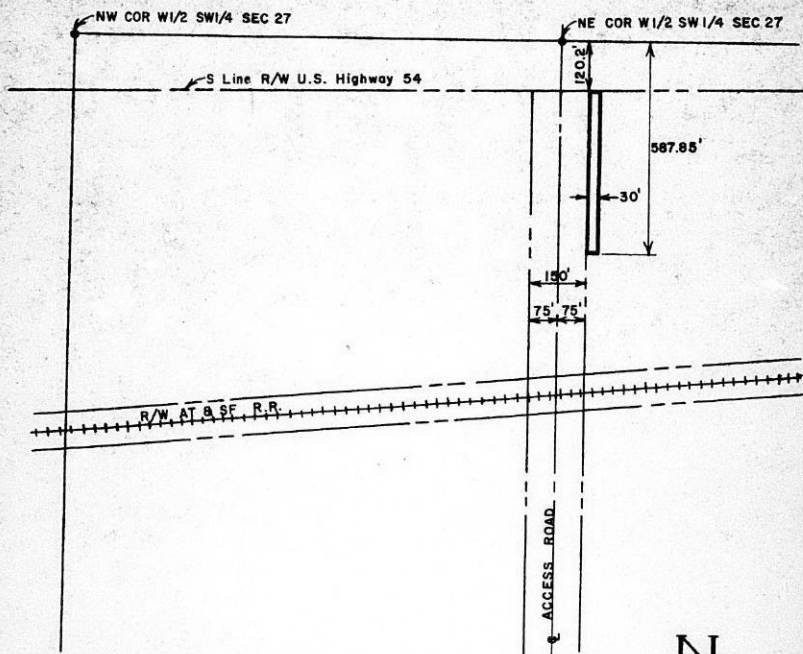 NW COR W1/2 SW1/4 SEC 27
NE COR W1/2 SW1/4 SEC 27
120.2'
S Line R/W U.S. Highway 54
587.85'
30'
150'
75' 75'
R/W AT & SF R.R.
℄ ACCESS ROAD
N